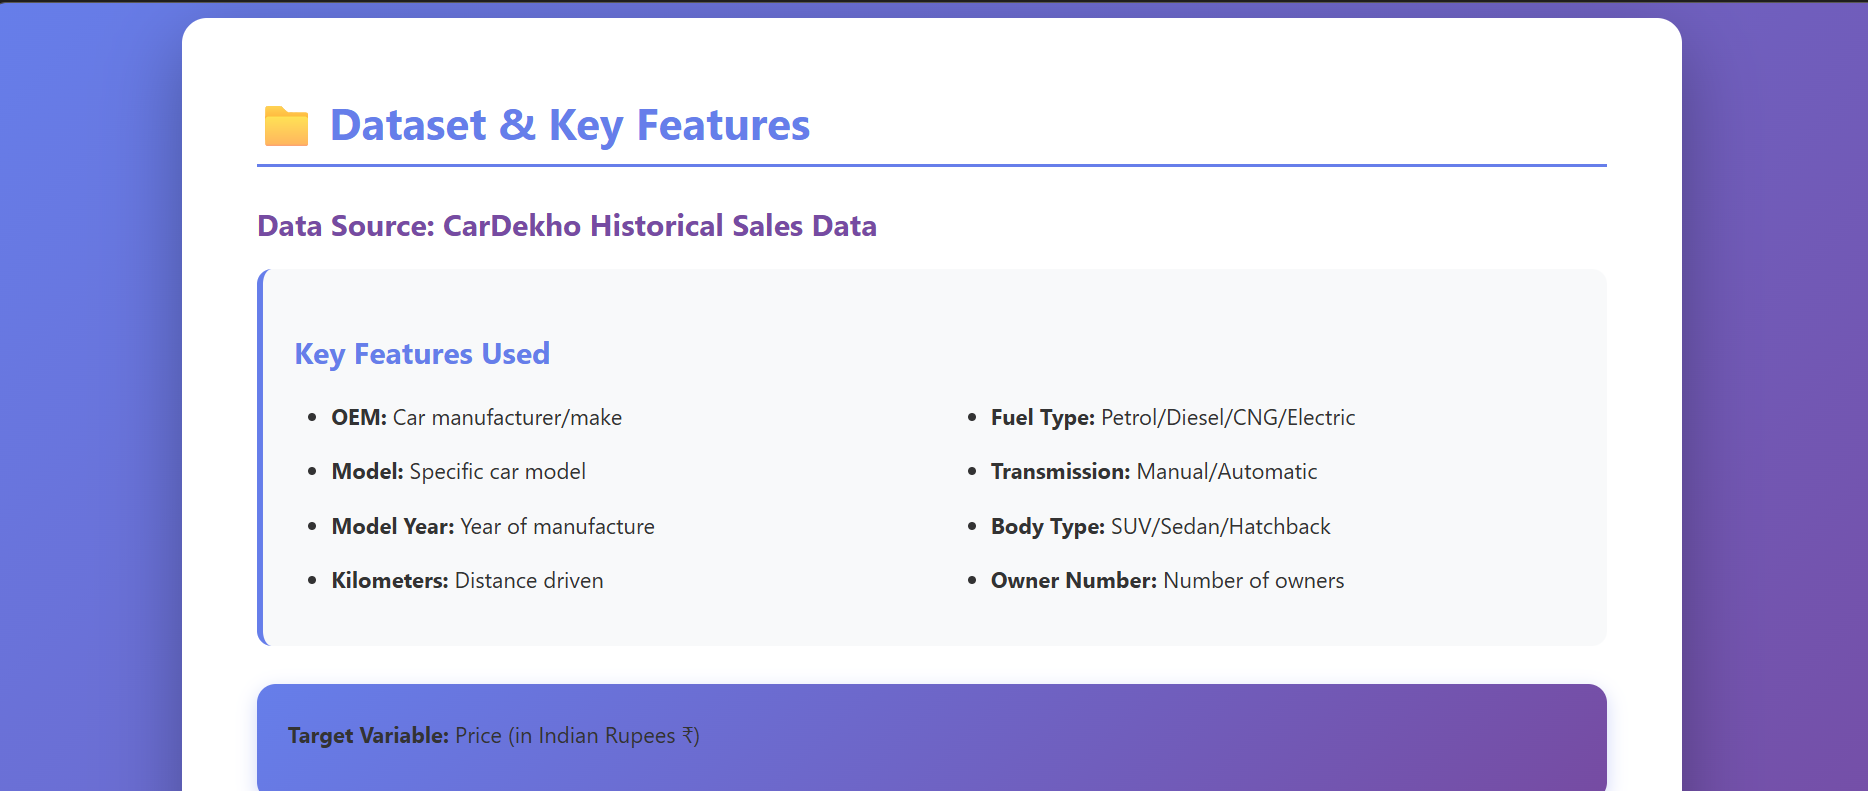 Dataset & Key Features
Data Source: CarDekho Historical Sales Data
Key Features Used
OEM: Car manufacturer/make
Model: Specific car model
Model Year: Year of manufacture
Kilometers: Distance driven
Fuel Type: Petrol/Diesel/CNG/Electric
Transmission: Manual/Automatic
Body Type: SUV/Sedan/Hatchback
Owner Number: Number of owners
Target Variable: Price (in Indian Rupees ₹)